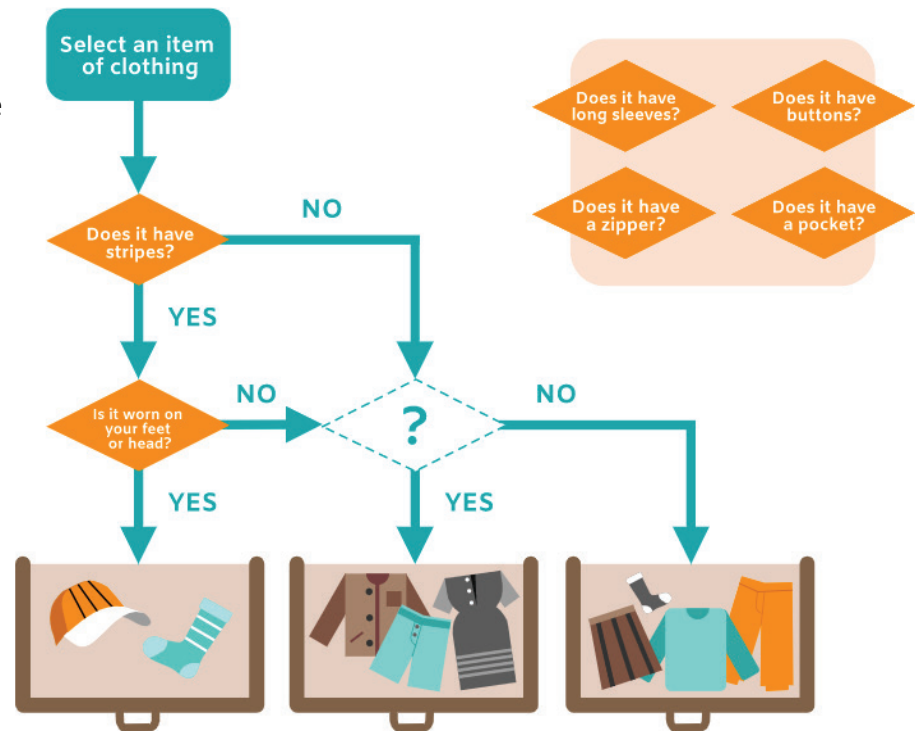 Select an item
of clothing
e
Does it have
long sleeves?
Does it have
buttons?
Does it have
a zipper?
Does it have
a pocket?
NO
Does it have
stripes?
YES
Is it worn on
your feet
or head?
NO
?
NO
YES
YES